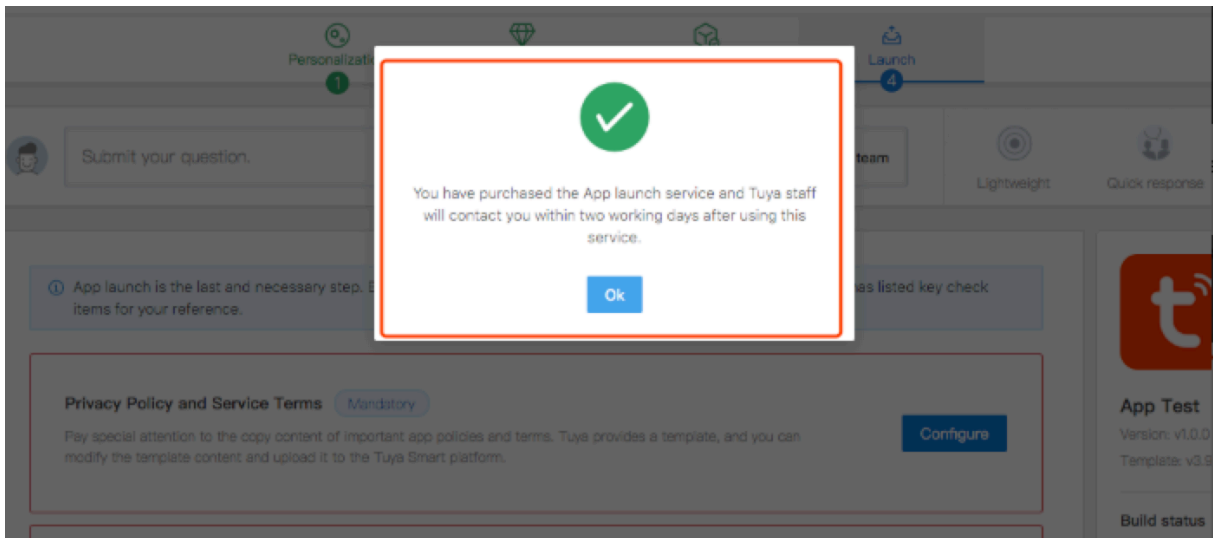 Personalizati
Launch
1
4
Submit your question.
team
Lightweight
Quick response
You have purchased the App launch service and Tuya staff
will contact you within two working days after using this
service.
Ok
App launch is the last and necessary step. E
as listed key check
items for your reference.
t
Privacy Policy and Service Terms
Mandatory
Pay special attention to the copy content of important app policies and terms. Tuya provides a template, and you can
modify the template content and upload it to the Tuya Smart platform.
Configure
App Test
Version: v1.0.0
Template: v3.9
Build status